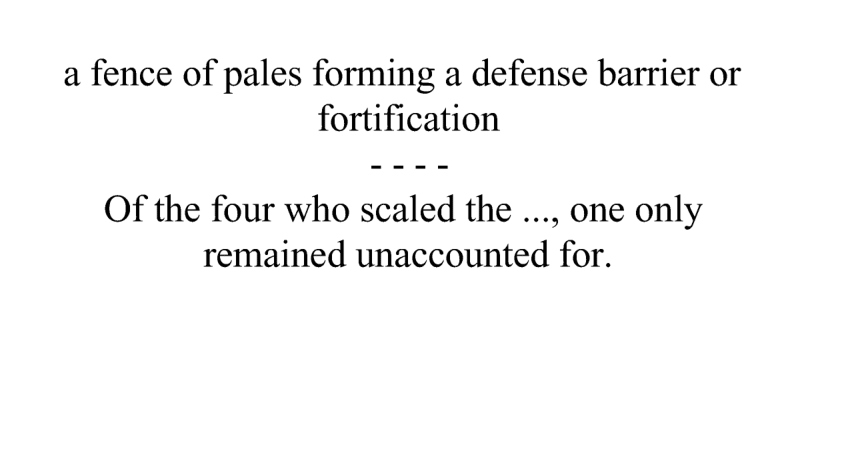 a fence of pales forming a defense barrier or
fortification
- - - -
Of the four who scaled the ..., one only
remained unaccounted for.